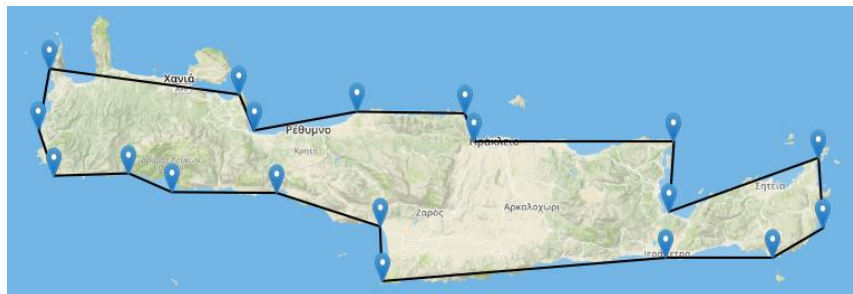 Χανιά
Ρέθυμνο
Ηράκλειο
Κρήτη
Σητεία
Ζαρός
Αρκαλοχώρι
Ιεράπετρα